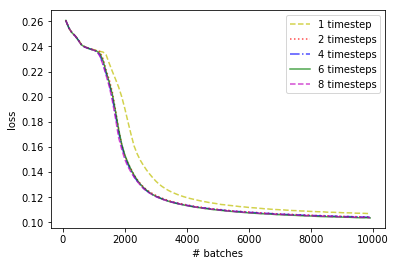 0.26
0.24
0.22
0.20
0.18
0.16
0.14
0.12
0.10
loss
0
2000
4000
6000
8000
10000
# batches
1 timestep
2 timesteps
4 timesteps
6 timesteps
8 timesteps